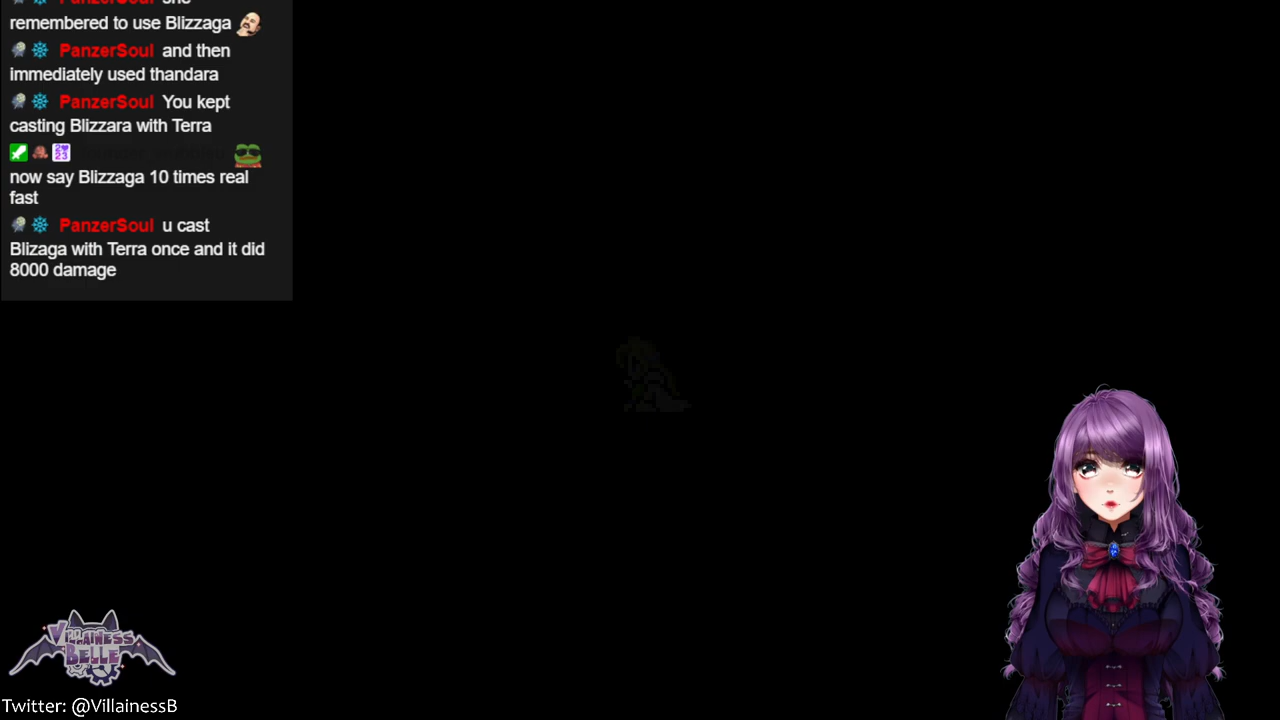 remembered to use Blizzaga
PanzerSoul and then
immediately used thandara
PanzerSoul You kept
casting Blizzara with Terra
now say Blizzaga 10 times real
fast
PanzerSoul u cast
Blizaga with Terra once and it did
8000 damage
VILLAINESS
BELLE
Twitter: @VillainessB